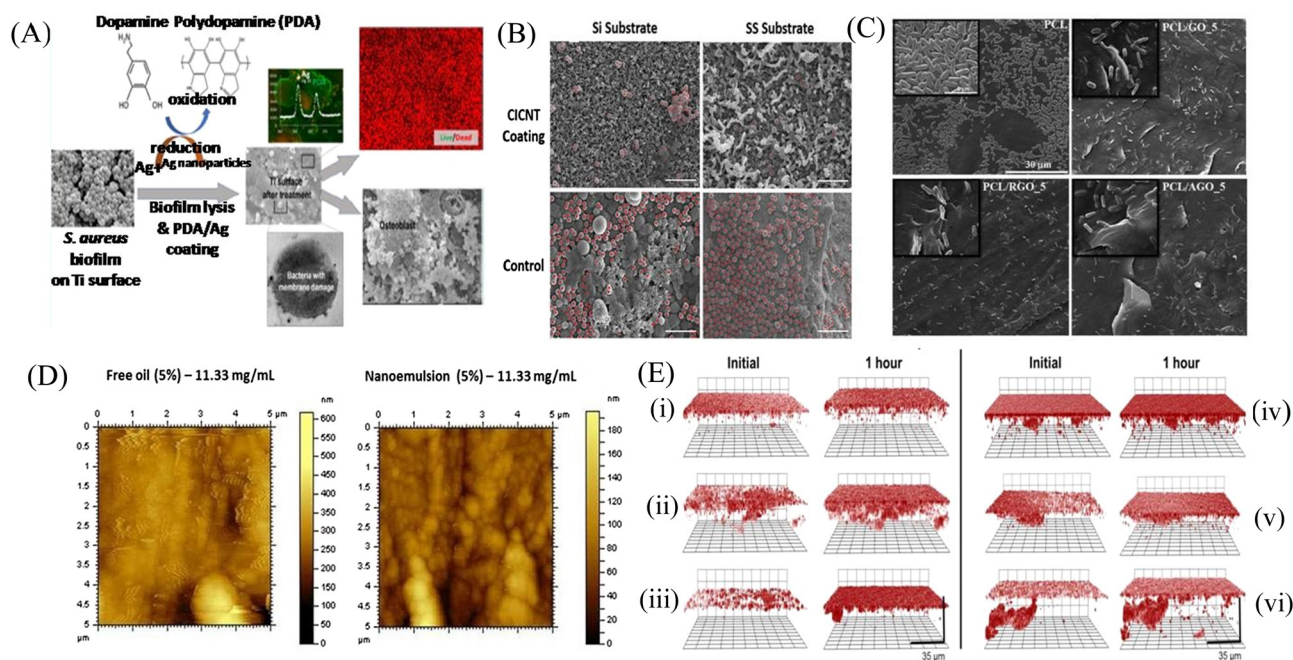 (A)
Dopamine Polydopamine (PDA)
NH₂
HO
OH
oxidation
reduction
Ag+
Ag nanoparticles
Biofilm lysis
& PDA/Ag
coating
S. aureus
biofilm
on Ti surface
Ag
Live/Dead
Ti surface
after treatment
Bacteria with
membrane damage
Osteoblast
(B)
Si Substrate
SS Substrate
CICNT
Coating
Control
(C)
PCL
30 µm
PCL/GO_5
PCL/RGO_5
PCL/AGO_5
(D)
Free oil (5%) – 11.33 mg/mL
0 1 2 3 4 5 µm
0
0.5
1
1.5
2
2.5
3
3.5
4
4.5
µm
nm
600
550
500
450
400
350
300
250
200
150
100
50
0
Nanoemulsion (5%) – 11.33 mg/mL
0 1 2 3 4 5 µm
0
0.5
1
1.5
2
2.5
3
3.5
4
4.5
µm
nm
180
160
140
120
100
80
60
40
20
0
(E)
Initial
1 hour
Initial
1 hour
(i)
(iv)
(ii)
(v)
(iii)
(vi)
35 µm
35 µm